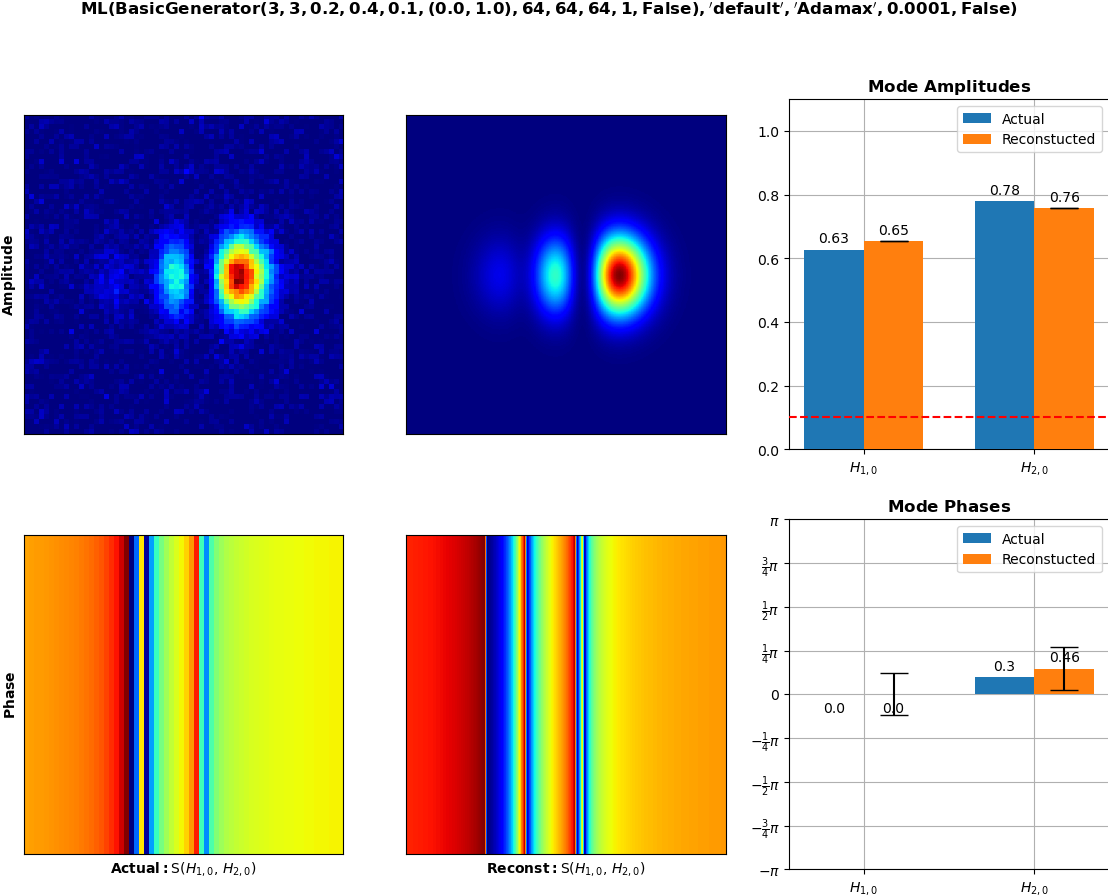 ML(BasicGenerator(3, 3, 0.2, 0.4, 0.1, (0.0, 1.0), 64, 64, 64, 1, False), ′default′, ′Adamax′, 0.0001, False)
Mode Amplitudes
Amplitude
Actual
Reconstucted
1.0
0.8
0.6
0.4
0.2
0.0
0.63
0.65
0.78
0.76
H1, 0
H2, 0
Mode Phases
Phase
Actual
Reconstucted
π
3/4π
1/2π
1/4π
0
−1/4π
−1/2π
−3/4π
−π
0.0
0.0
0.3
0.46
H1, 0
H2, 0
Actual: S(H1, 0, H2, 0)
Reconst: S(H1, 0, H2, 0)